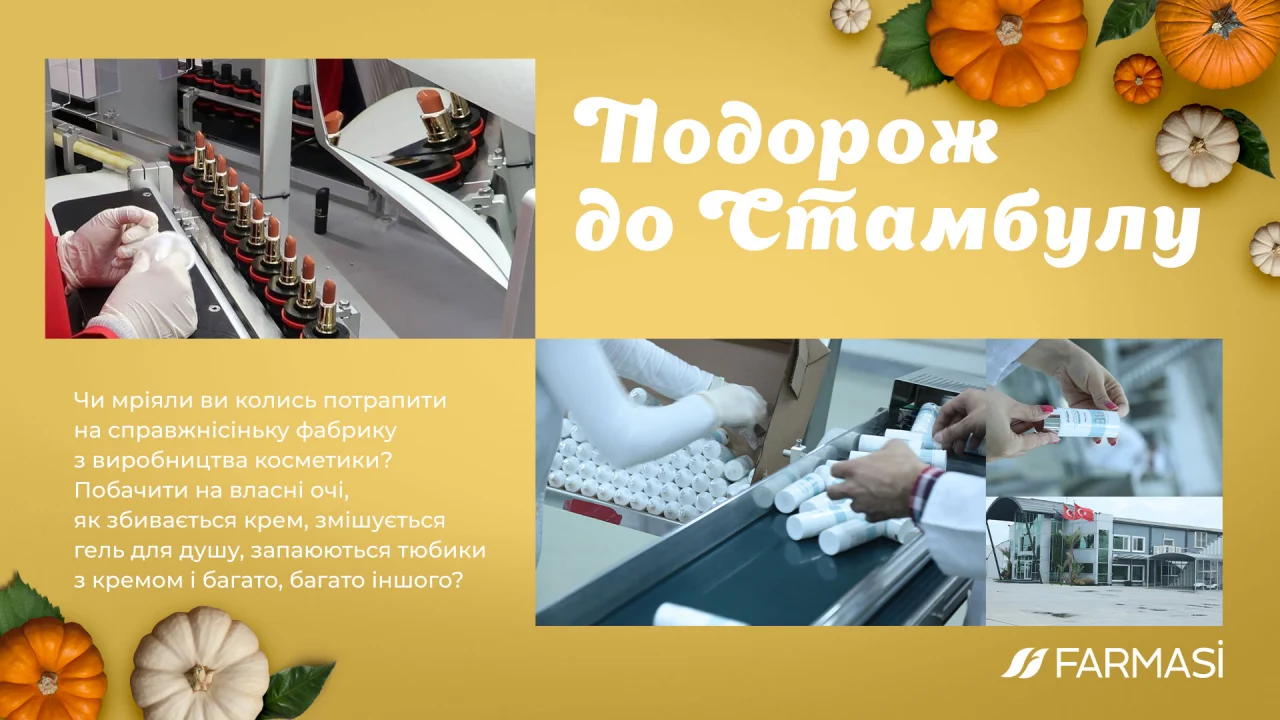 Подорож
до Стамбулу
Чи мріяли ви колись потрапити
на справжнісіньку фабрику
з виробництва косметики?
Побачити на власні очі,
як збивається крем, змішується
гель для душу, запаюються тюбики
з кремом і багато, багато іншого?
FARMASİ